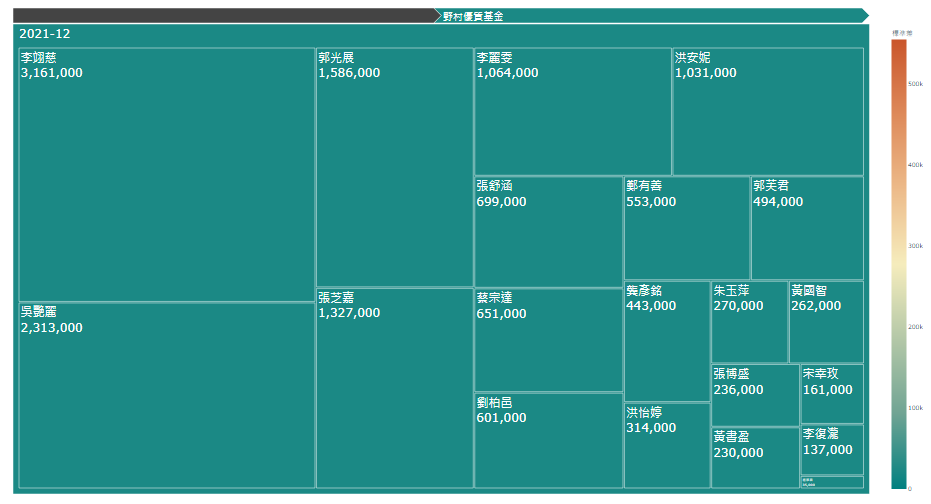 野村優質基金
2021-12
標準差
李翊慈
3,161,000
郭光展
1,586,000
李麗雯
1,064,000
洪安妮
1,031,000
張舒涵
699,000
鄭有善
553,000
郭芙君
494,000
吳艷麗
2,313,000
張芝嘉
1,327,000
蔡宗達
651,000
劉柏邑
601,000
龔彥銘
443,000
洪怡婷
314,000
朱玉萍
270,000
黃國智
262,000
張博盛
236,000
宋幸玫
161,000
黃書盈
230,000
李復瀧
137,000
500k
400k
300k
200k
100k
0